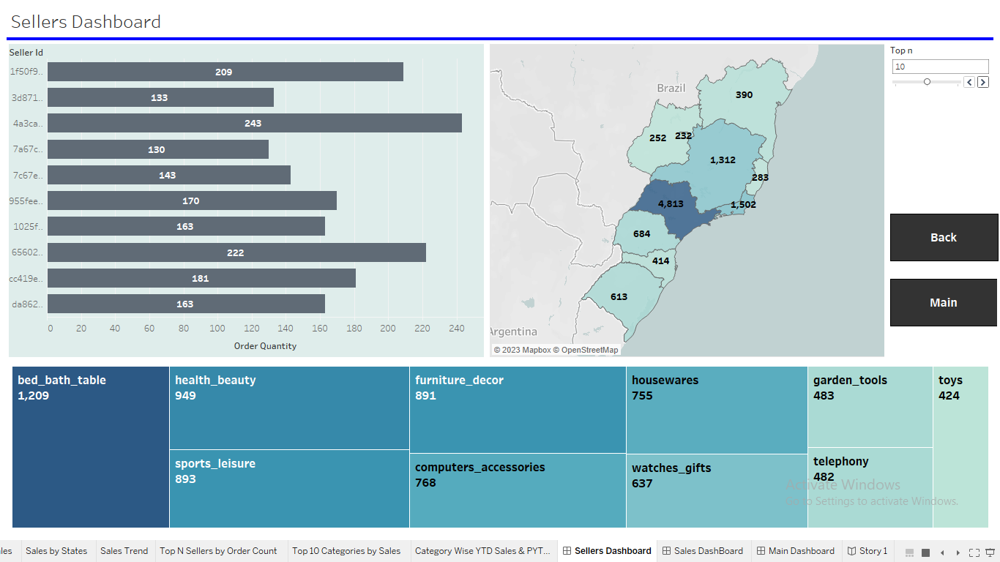 Sellers Dashboard
Seller Id
1f50f9.. 209
3d871.. 133
4a3ca.. 243
7a67c.. 130
7c67e.. 143
955fee.. 170
1025f.. 163
65602.. 222
cc419e.. 181
da862.. 163
0 20 40 60 80 100 120 140 160 180 200 220 240
Order Quantity
Brazil
390
252 232
1,312
283
4,813 1,502
684
414
613
Argentina
© 2023 Mapbox © OpenStreetMap
Top n
10
Back
Main
bed_bath_table
1,209
health_beauty
949
sports_leisure
893
furniture_decor
891
computers_accessories
768
housewares
755
watches_gifts
637
garden_tools
483
telephony
482
toys
424
Activate Windows
Go to Settings to activate Windows.
ales Sales by States Sales Trend Top N Sellers by Order Count Top 10 Categories by Sales Category Wise YTD Sales & PYT... Sellers Dashboard Sales DashBoard Main Dashboard Story 1